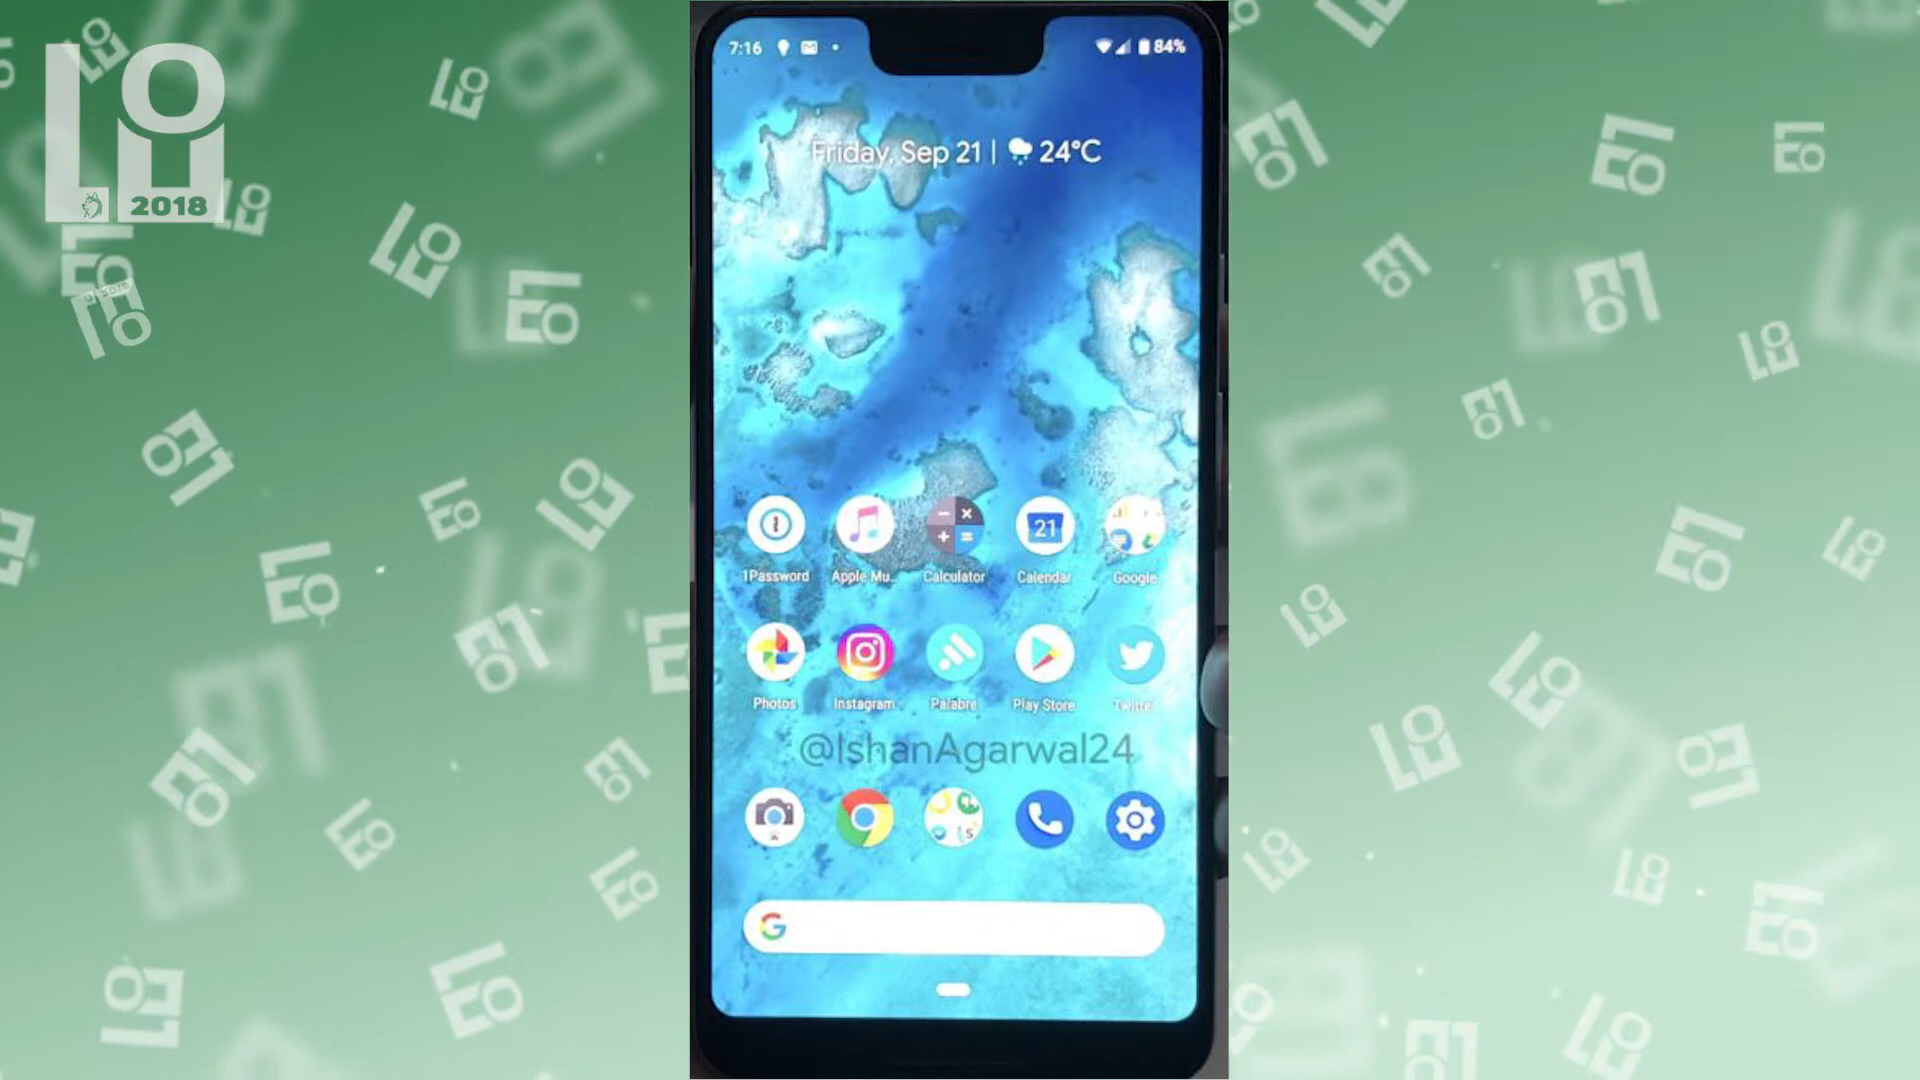 LOU
2018
7:16
84%
Friday, Sep 21 | 24°C
21
1Password Apple Mu.. Calculator Calendar Google
Photos Instagram Palabre Play Store Twitter
@IshanAgarwal24
G